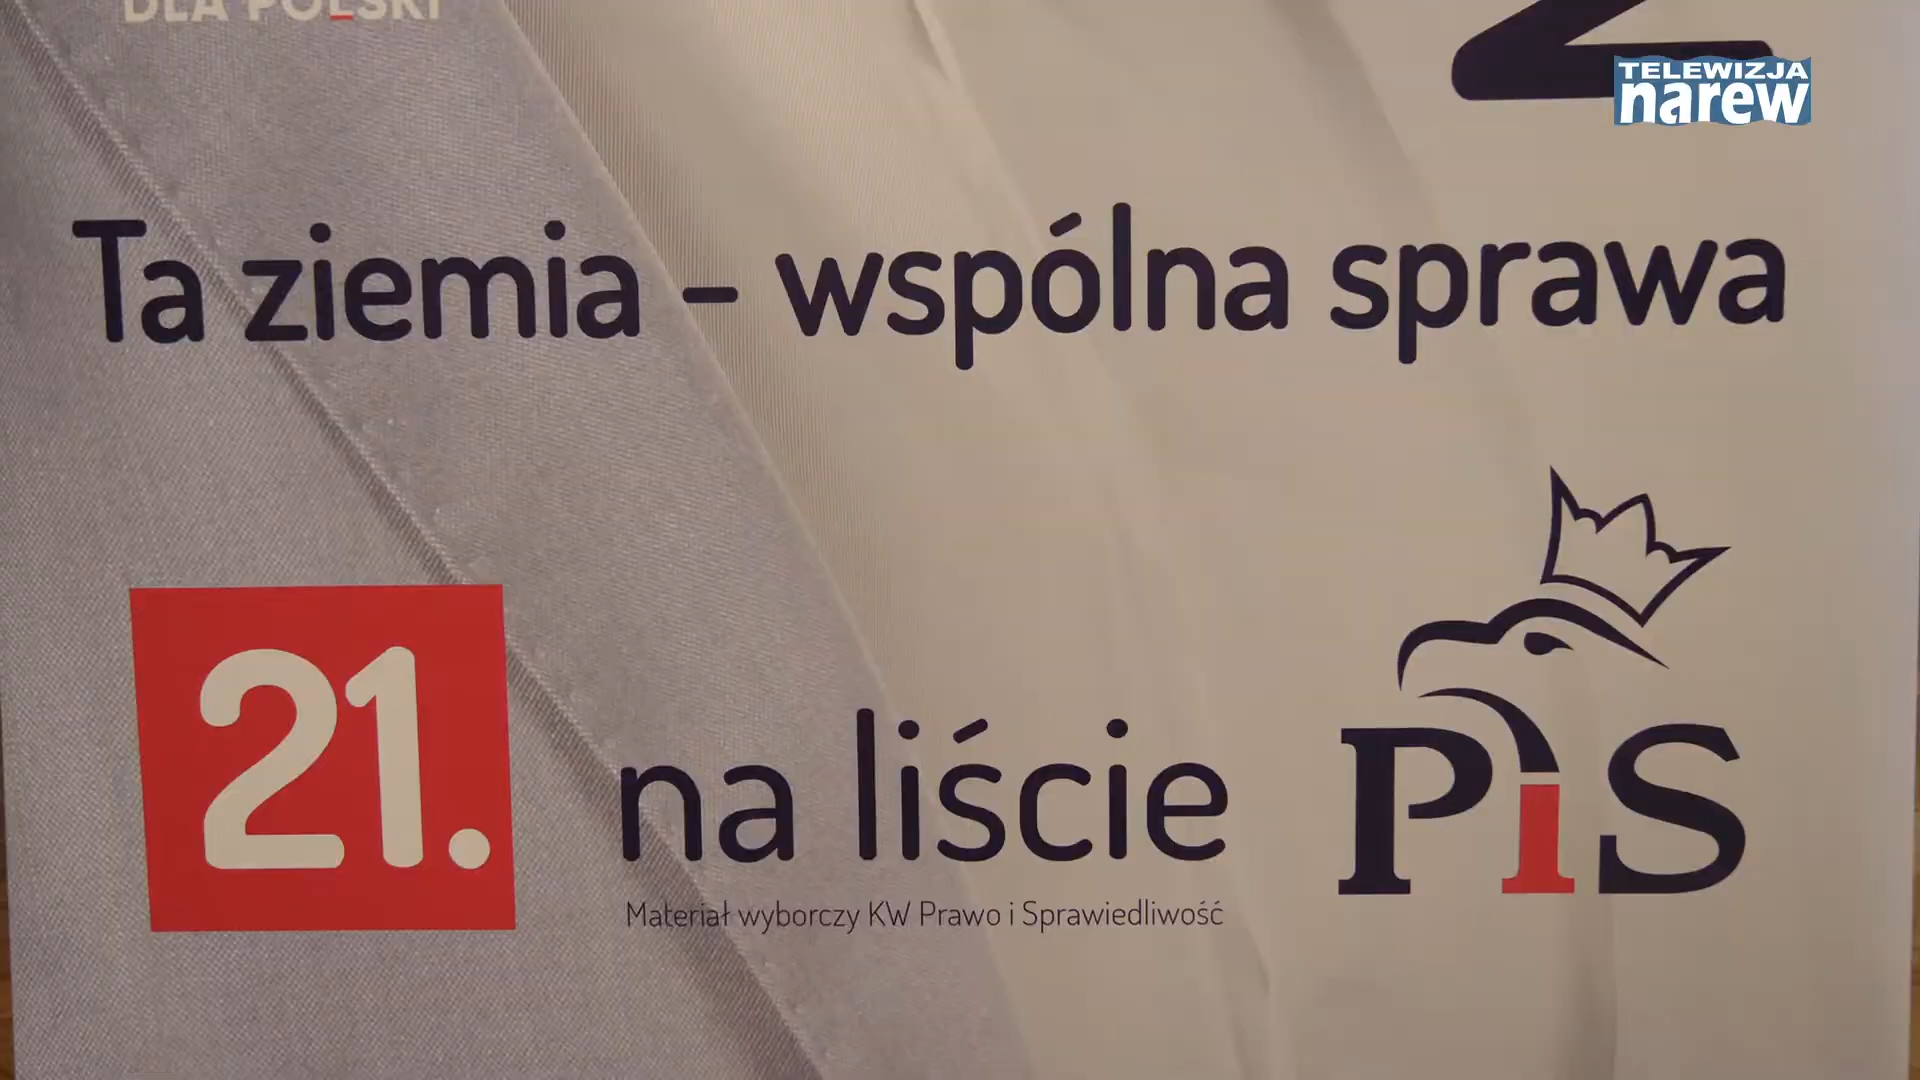 DLA POLSKI
TELEWIZJA
narew
Ta ziemia – wspólna sprawa
21. na liście
PiS
Materiał wyborczy KW Prawo i Sprawiedliwość